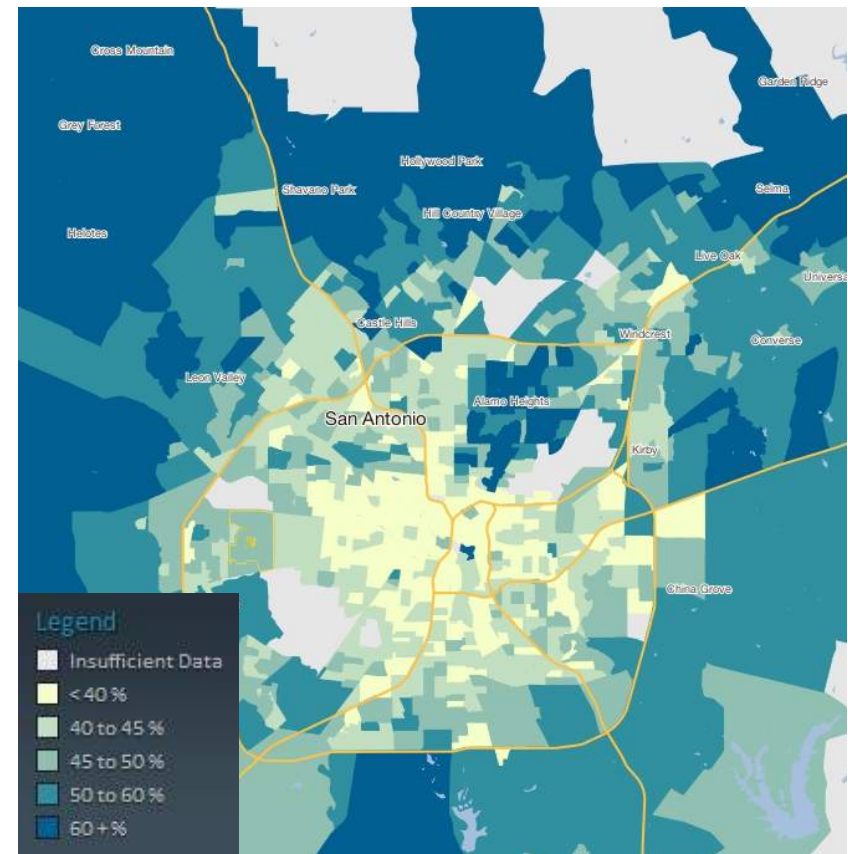 Cross Mountain
Garden Ridge
Grey Forest
Hollywood Park
Shavano Park
Selma
Hill Country Village
Helotes
Live Oak
Universa
Castle Hills
Windcrest
Converse
Leon Valley
Alamo Heights
San Antonio
Kirby
China Grove
Legend
Insufficient Data
< 40 %
40 to 45 %
45 to 50 %
50 to 60 %
60 + %